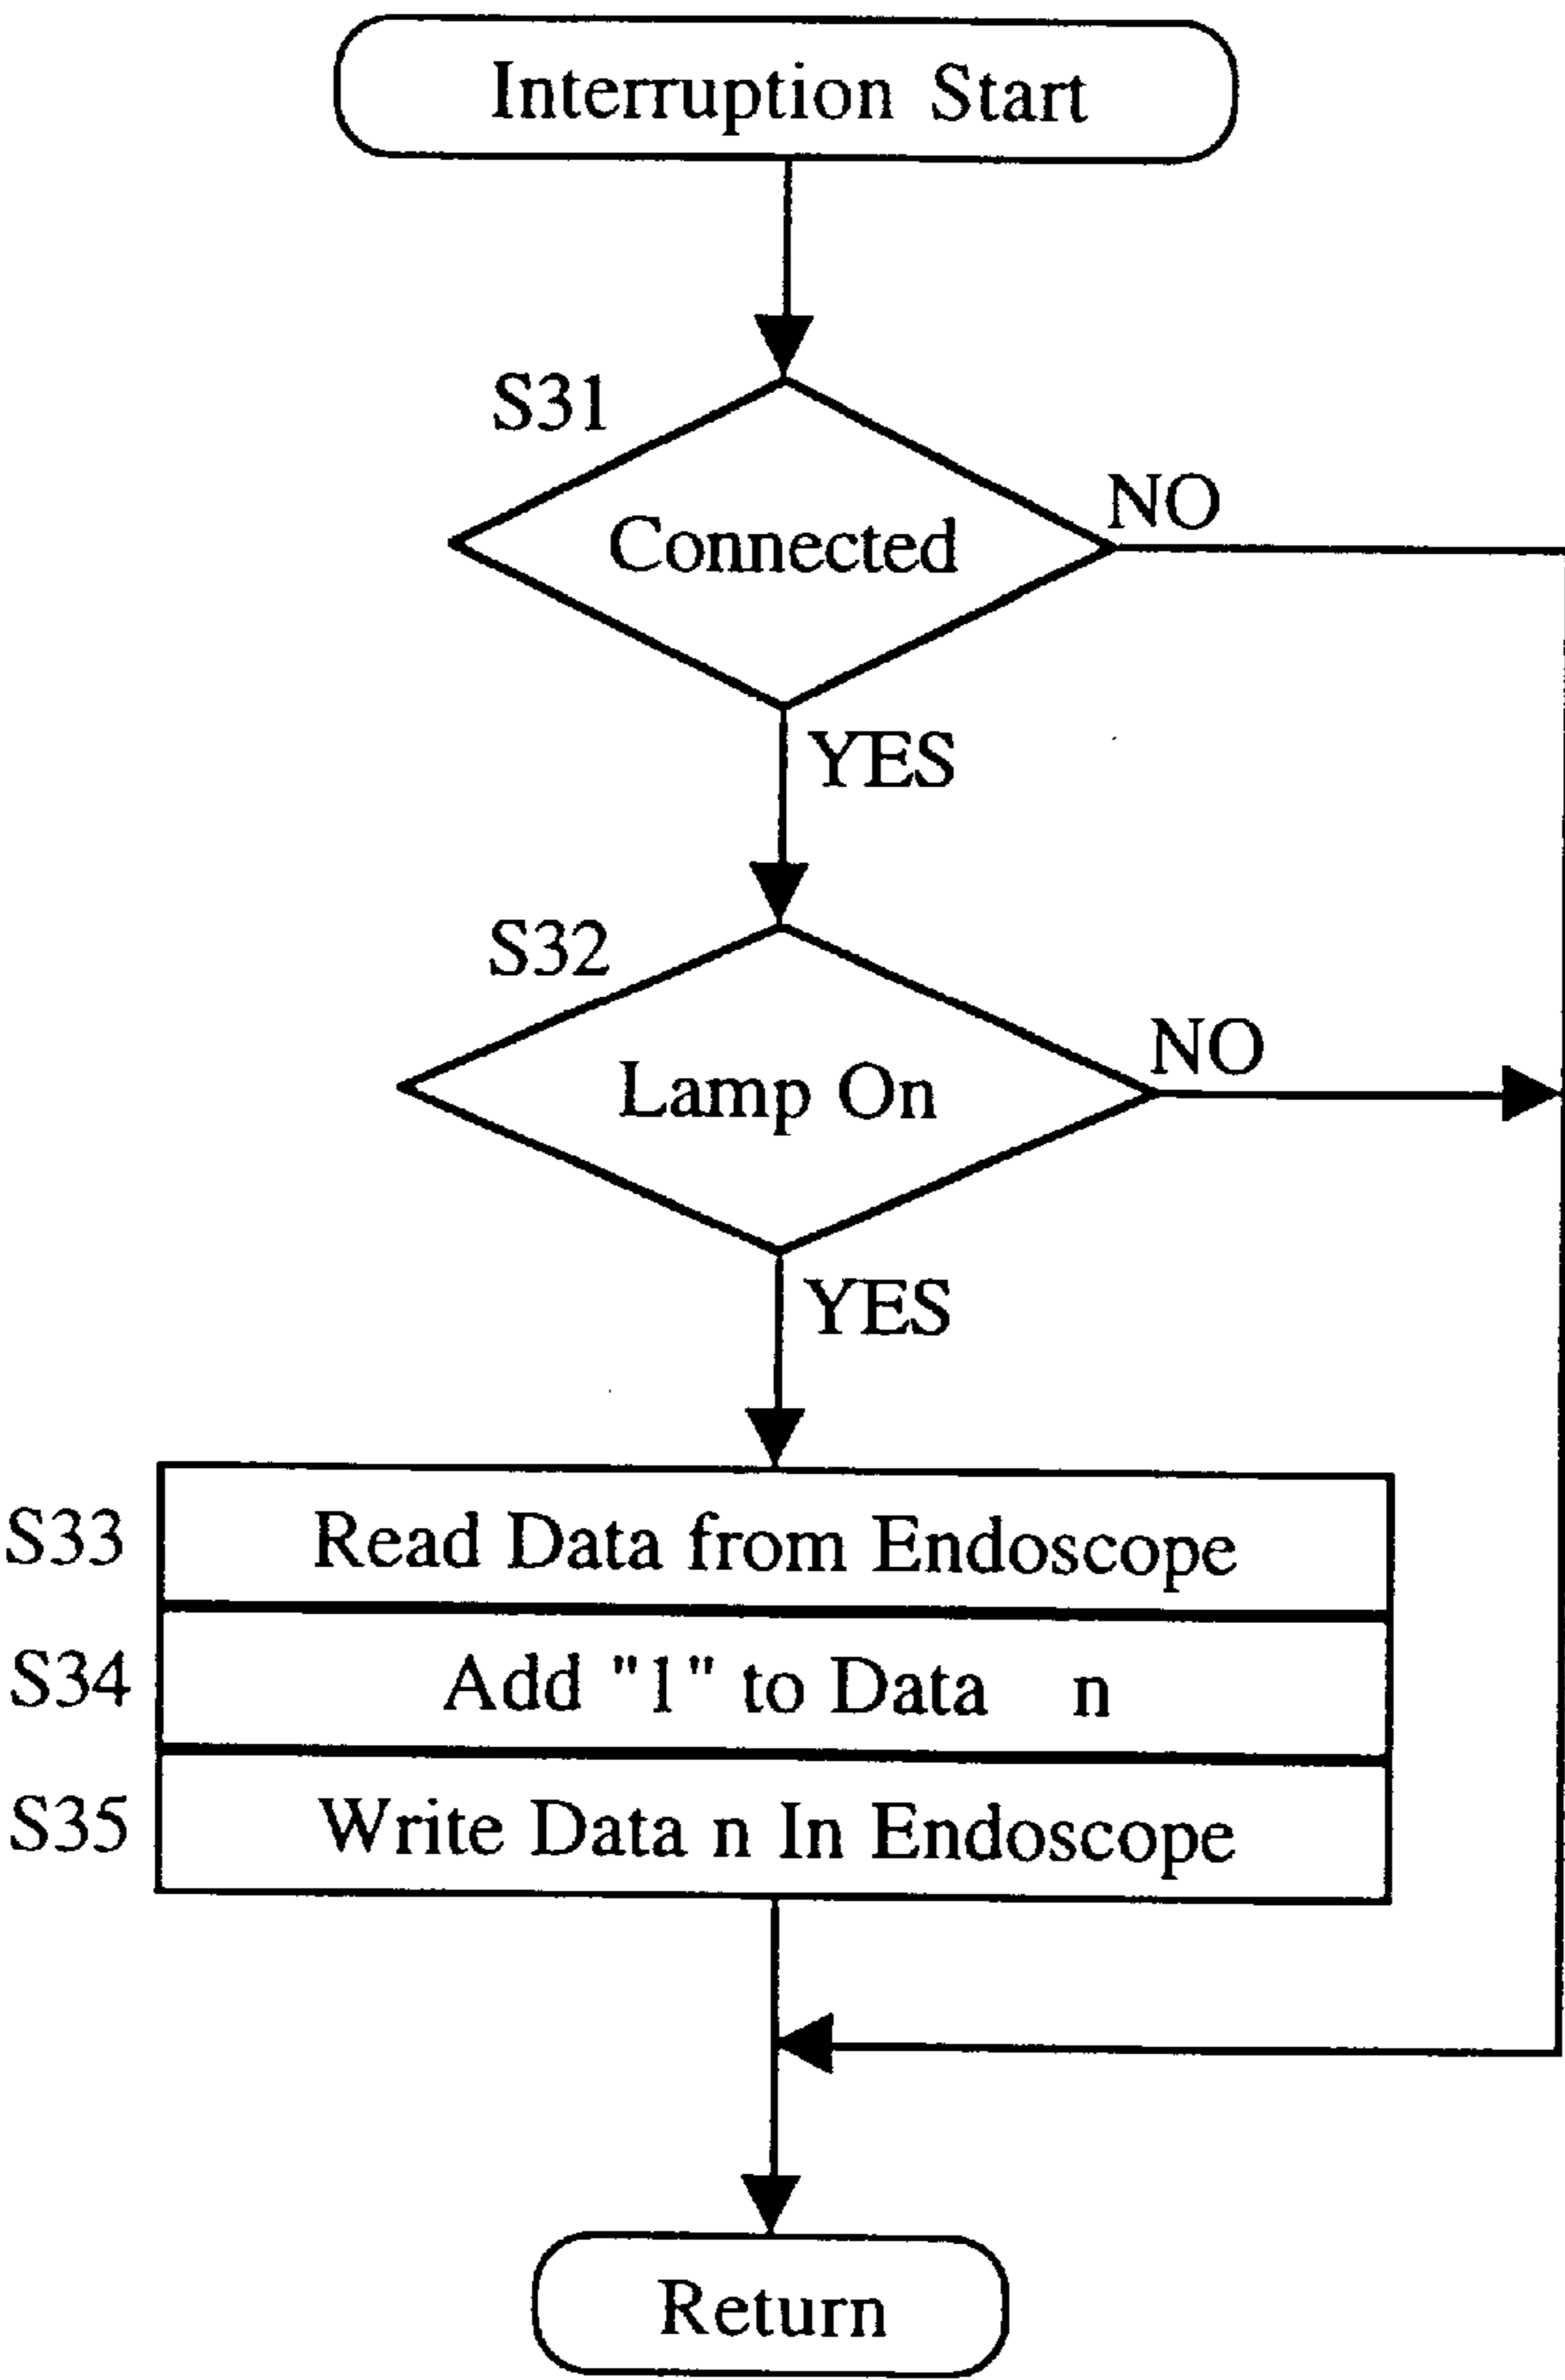 Interruption Start
S31
Connected
NO
YES
S32
Lamp On
NO
YES
S33 Read Data from Endoscope
S34 Add "1" to Data n
S35 Write Data n In Endoscope
Return